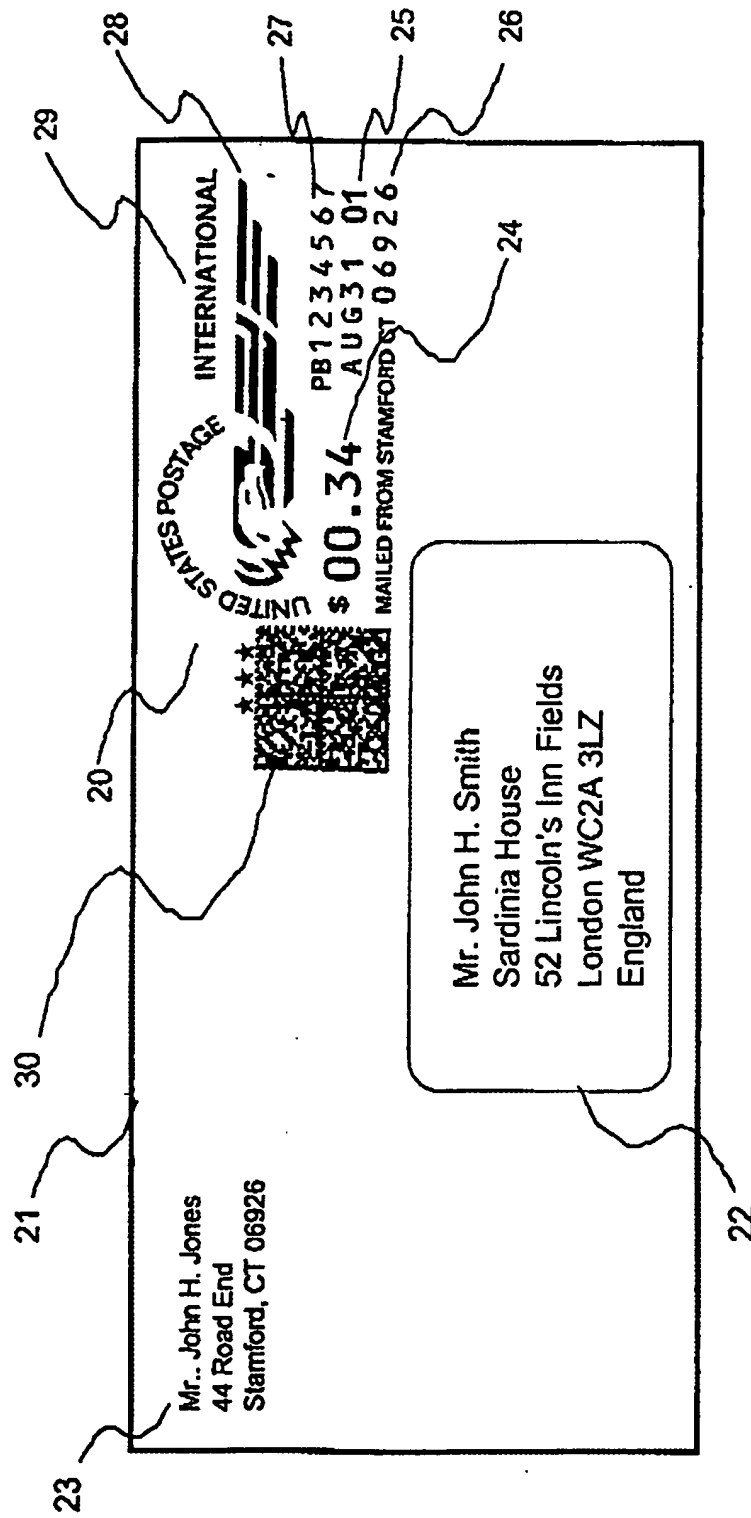 29
28
27
25
26
24
20
30
21
23
22
Mr.. John H. Jones
44 Road End
Stamford, CT 06926
UNITED STATES POSTAGE
INTERNATIONAL
PB1234567
$ 00.34 AUG31 01
MAILED FROM STAMFORD CT 06926
Mr. John H. Smith
Sardinia House
52 Lincoln's Inn Fields
London WC2A 3LZ
England